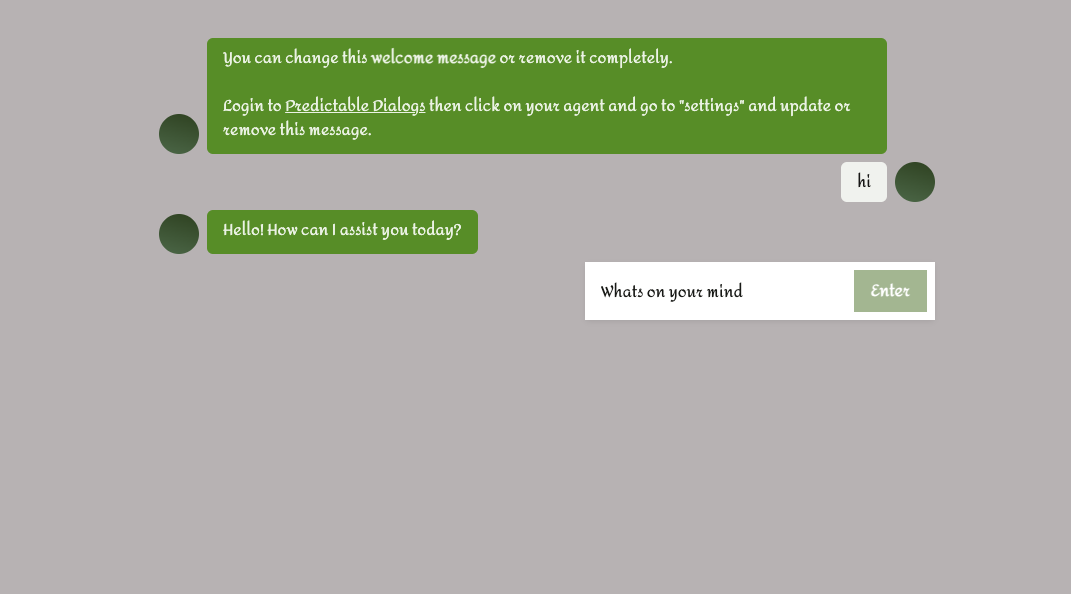 You can change this welcome message or remove it completely.
Login to Predictable Dialogs then click on your agent and go to "settings" and update or
remove this message.
hi
Hello! How can I assist you today?
Whats on your mind
Enter